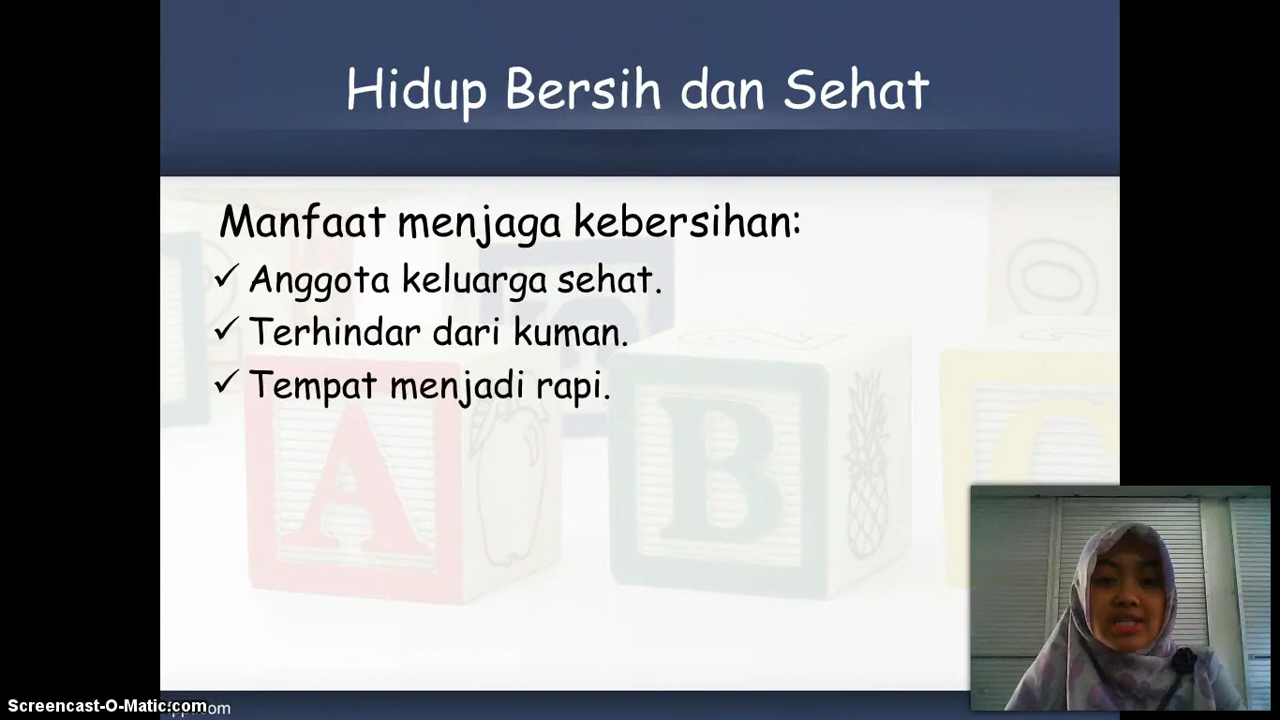 Hidup Bersih dan Sehat
Manfaat menjaga kebersihan:
✓ Anggota keluarga sehat.
✓ Terhindar dari kuman.
✓ Tempat menjadi rapi.
A B C
Screencast-O-Matic.com